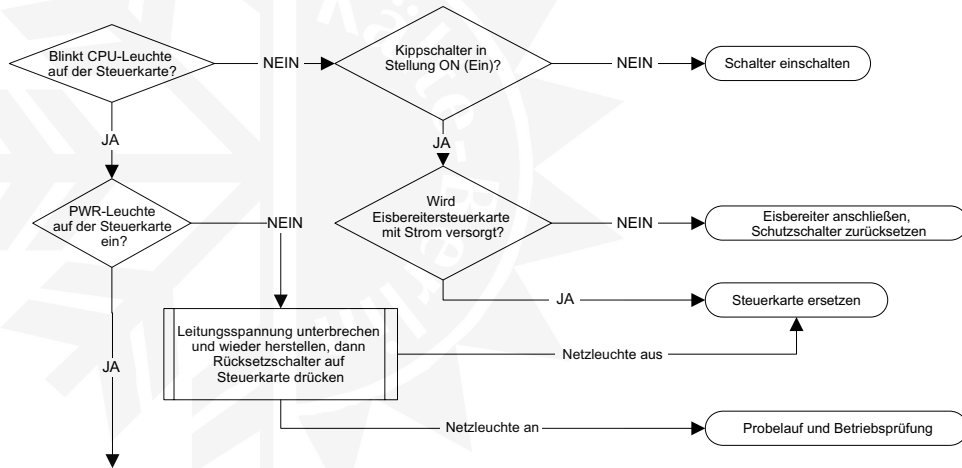 Blinkt CPU-Leuchte
auf der Steuerkarte?
NEIN
Kippschalter in
Stellung ON (Ein)?
NEIN
Schalter einschalten
JA
JA
PWR-Leuchte
auf der Steuerkarte
ein?
NEIN
Wird
Eisbereitersteuerkarte
mit Strom versorgt?
NEIN
Eisbereiter anschließen,
Schutzschalter zurücksetzen
JA
Steuerkarte ersetzen
Leitungsspannung unterbrechen
und wieder herstellen, dann
Rücksetzschalter auf
Steuerkarte drücken
JA
Netzleuchte aus
Netzleuchte an
Probelauf und Betriebsprüfung